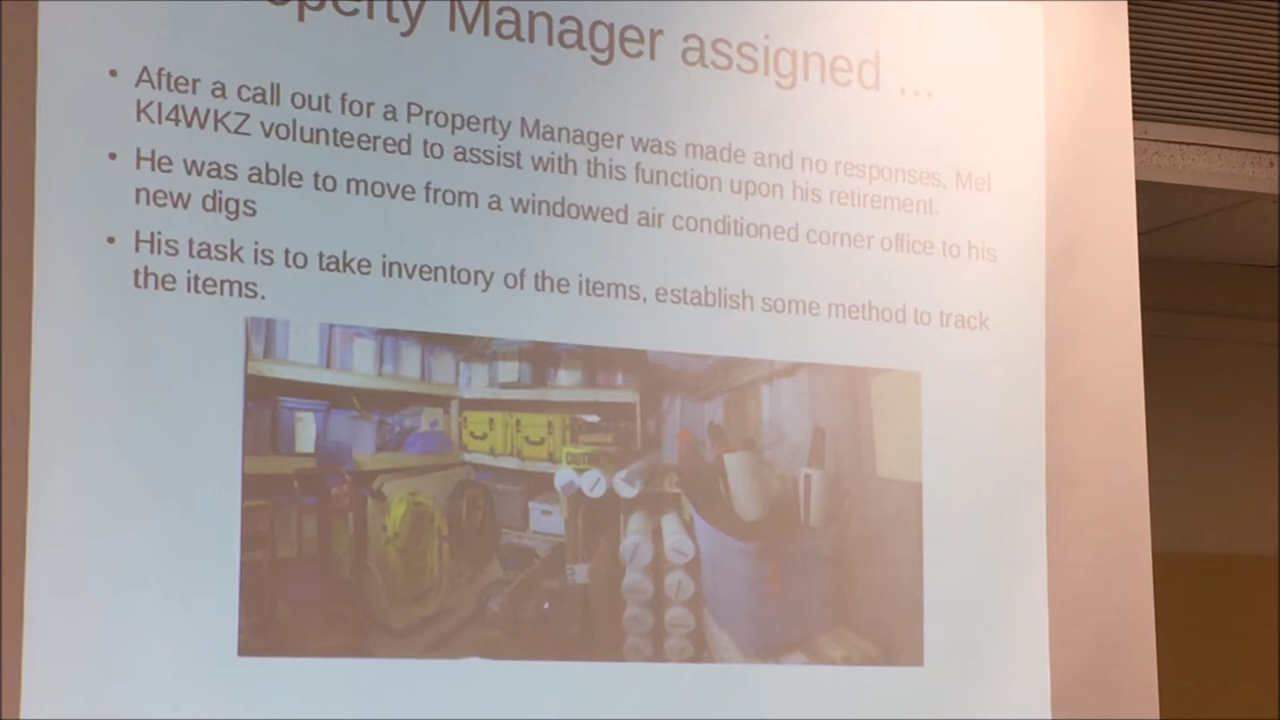 Property Manager assigned ...
• After a call out for a Property Manager was made and no responses, Mel
KI4WKZ volunteered to assist with this function upon his retirement.
• He was able to move from a windowed air conditioned corner office to his
new digs
• His task is to take inventory of the items, establish some method to track
the items.
CAUTION